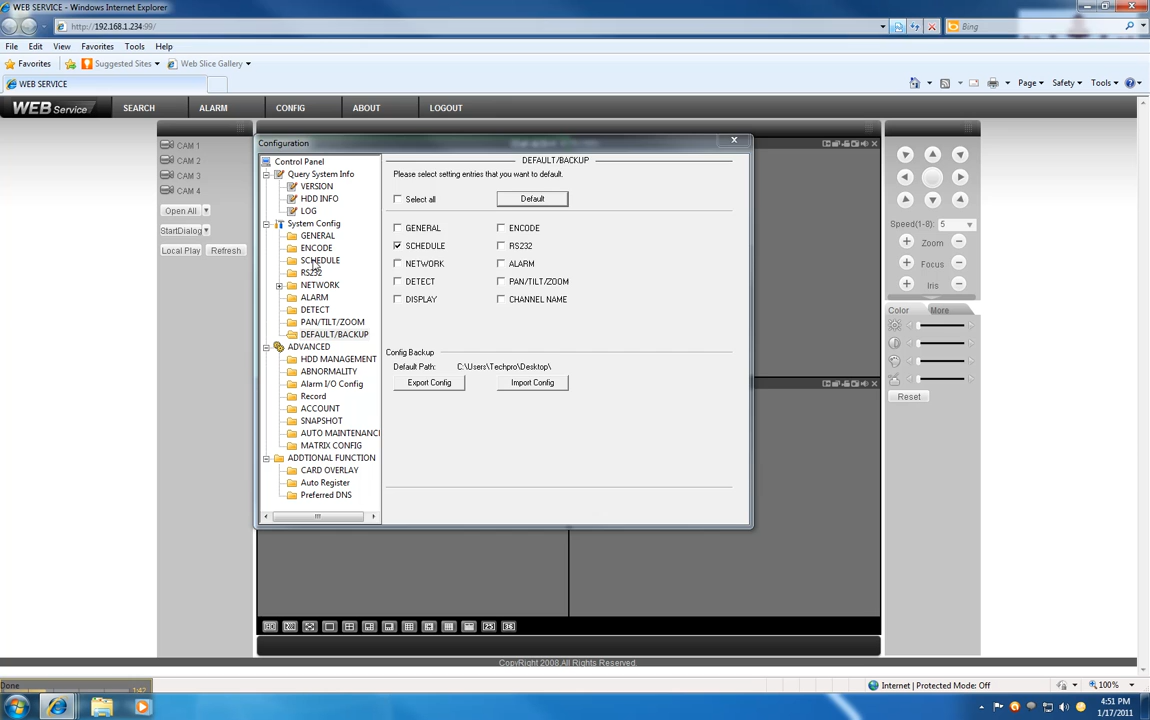 WEB SERVICE - Windows Internet Explorer
http://192.168.1.234:99/
Bing
File Edit View Favorites Tools Help
Favorites Suggested Sites Web Slice Gallery
WEB SERVICE
Page Safety Tools
WEB Service SEARCH ALARM CONFIG ABOUT LOGOUT
CAM 1
CAM 2
CAM 3
CAM 4
Open All
StartDialog
Local Play Refresh
Configuration
Control Panel
Query System Info
VERSION
HDD INFO
LOG
System Config
GENERAL
ENCODE
SCHEDULE
RS232
NETWORK
ALARM
DETECT
PAN/TILT/ZOOM
DEFAULT/BACKUP
ADVANCED
HDD MANAGEMENT
ABNORMALITY
Alarm I/O Config
Record
ACCOUNT
SNAPSHOT
AUTO MAINTENANC
MATRIX CONFIG
ADDTIONAL FUNCTION
CARD OVERLAY
Auto Register
Preferred DNS
DEFAULT/BACKUP
Please select setting entries that you want to default.
Select all Default
GENERAL ENCODE
SCHEDULE RS232
NETWORK ALARM
DETECT PAN/TILT/ZOOM
DISPLAY CHANNEL NAME
Config Backup
Default Path: C:\Users\Techpro\Desktop\
Export Config Import Config
Speed(1-8): 5
Zoom
Focus
Iris
Color More
Reset
25 36
CopyRight 2008,All Rights Reserved.
Done
1:42
Internet | Protected Mode: Off 100%
4:51 PM
1/17/2011